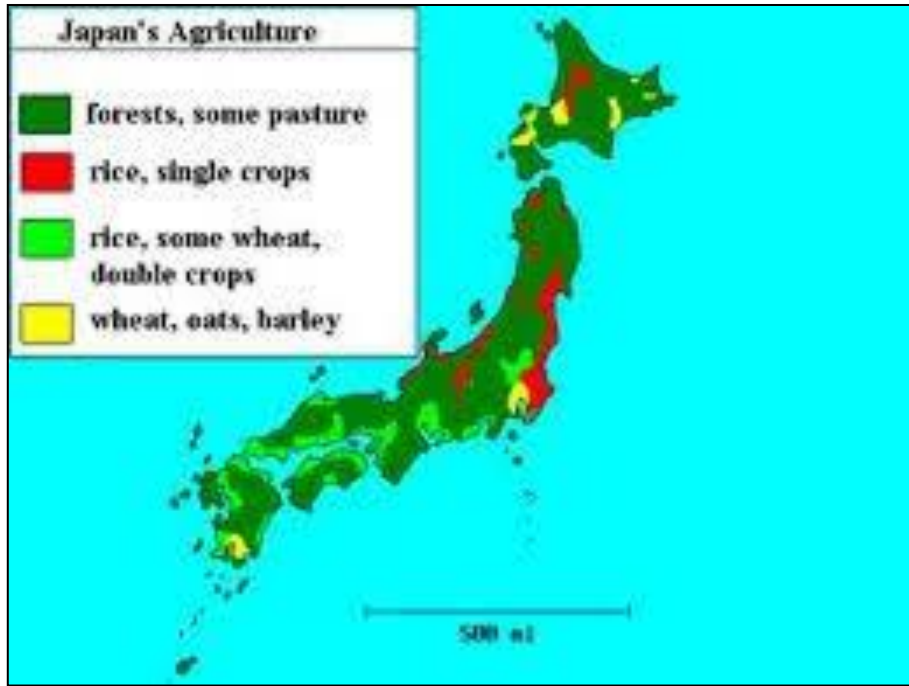 Japan's Agriculture
forests, some pasture
rice, single crops
rice, some wheat,
double crops
wheat, oats, barley
500 mi